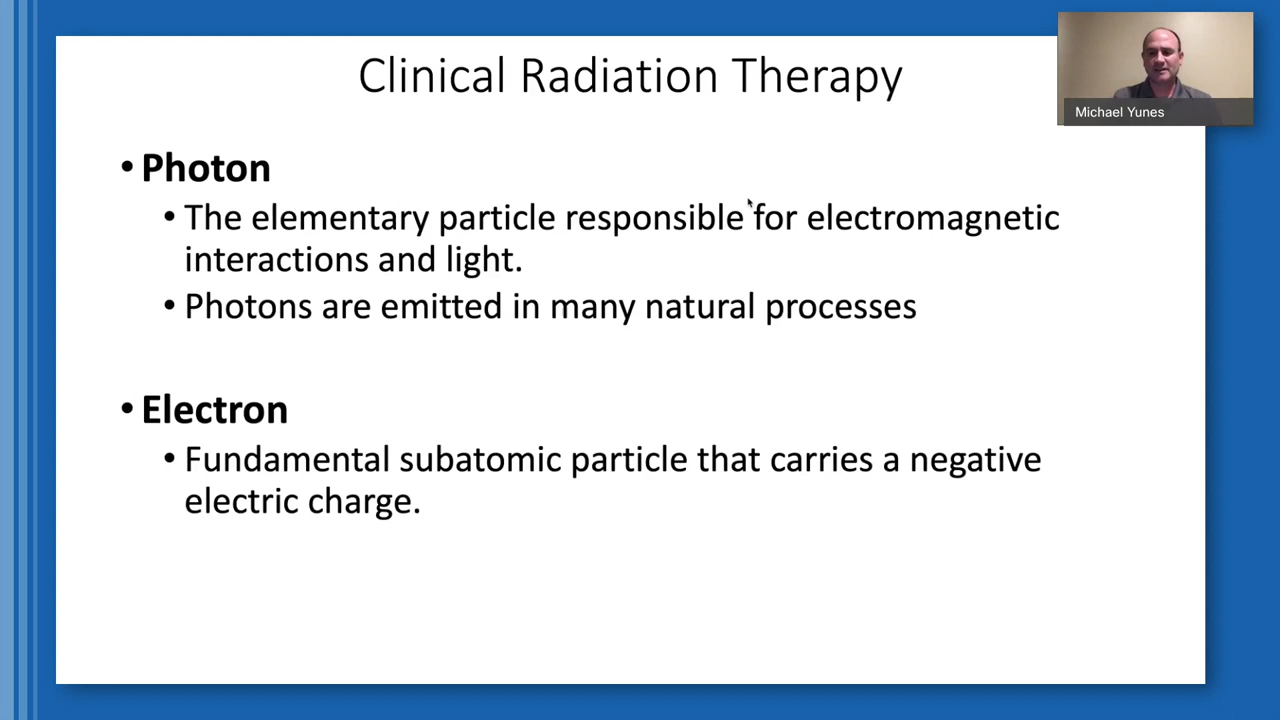 Clinical Radiation Therapy
Michael Yunes
• Photon
• The elementary particle responsible for electromagnetic
interactions and light.
• Photons are emitted in many natural processes
• Electron
• Fundamental subatomic particle that carries a negative
electric charge.